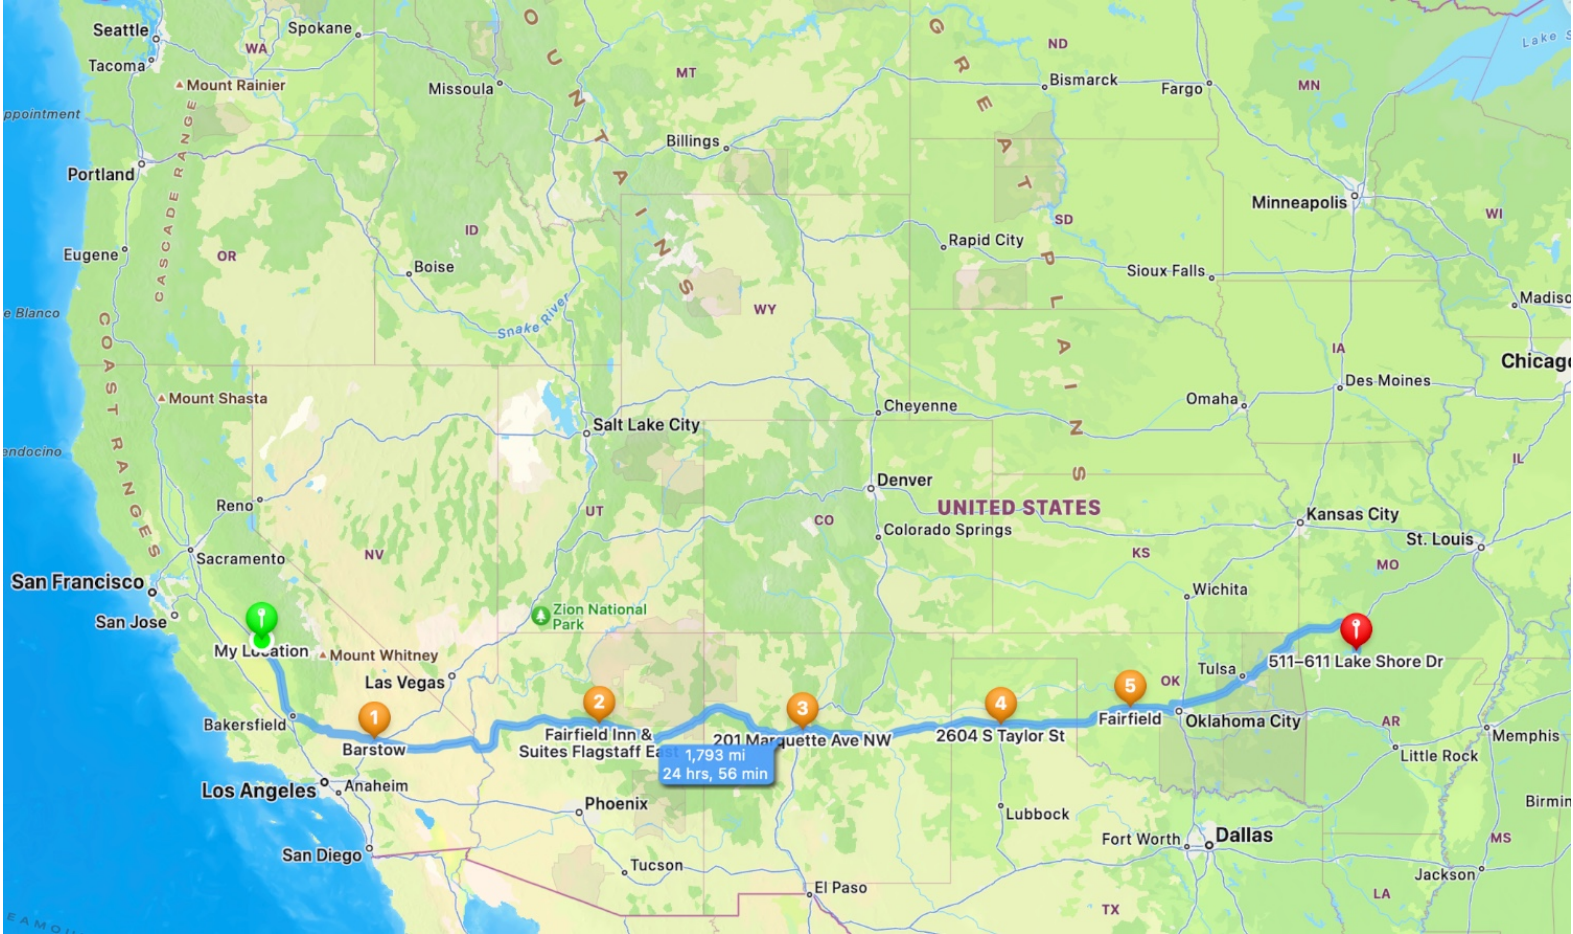 Seattle
Spokane
WA
Tacoma
Mount Rainier
Missoula
MT
ND
Bismarck
Fargo
MN
ppointment
Billings
Portland
CASCADE RANGE
MOUNTAINS
GREAT PLAINS
Minneapolis
WI
ID
SD
Rapid City
Eugene
OR
Boise
Sioux Falls
Snake River
WY
e Blanco
Madiso
COAST RANGES
IA
Chicago
Mount Shasta
Des Moines
Omaha
Cheyenne
Salt Lake City
endocino
IL
Denver
UNITED STATES
Reno
UT
CO
Colorado Springs
Kansas City
St. Louis
Sacramento
NV
KS
MO
San Francisco
Wichita
San Jose
Zion National
Park
My Location
Mount Whitney
Las Vegas
Tulsa
511–611 Lake Shore Dr
OK
Bakersfield
1
Barstow
2
Fairfield Inn &
Suites Flagstaff East
3
201 Marquette Ave NW
1,793 mi
24 hrs, 56 min
4
2604 S Taylor St
5
Fairfield
Oklahoma City
AR
Memphis
Little Rock
Los Angeles
Anaheim
Phoenix
Lubbock
Birmin
San Diego
Fort Worth
Dallas
MS
Tucson
El Paso
Jackson
TX
LA